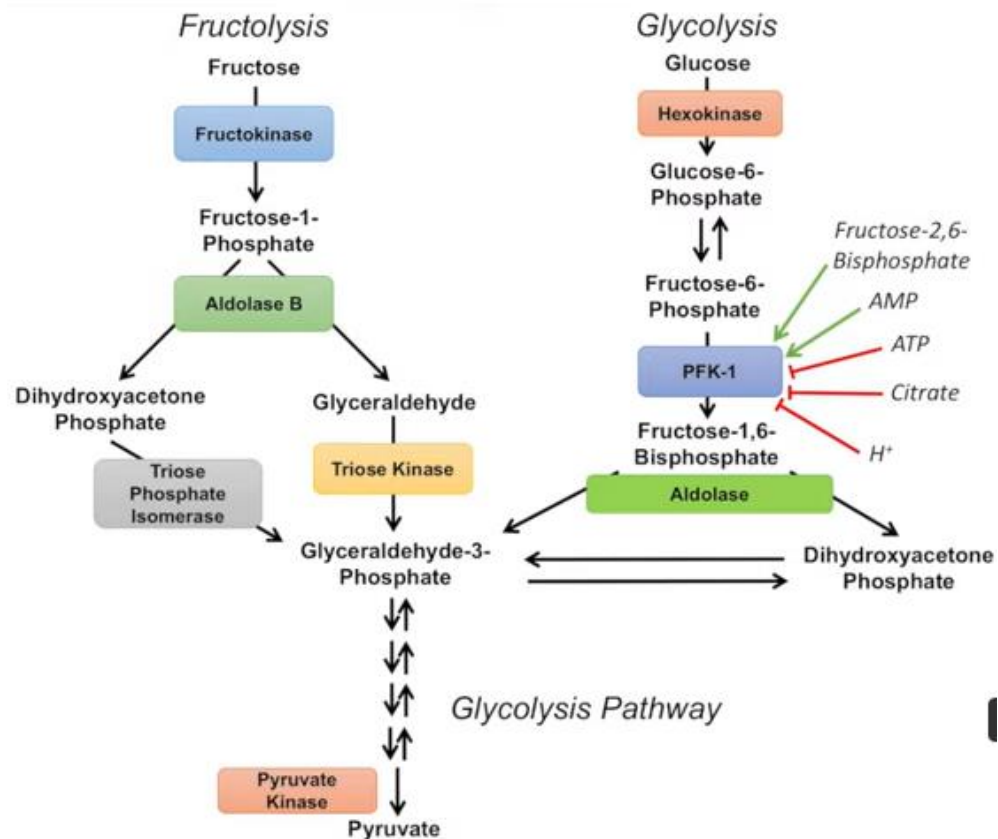 Fructolysis
Fructose
Fructokinase
Fructose-1-
Phosphate
Aldolase B
Dihydroxyacetone
Phosphate
Glyceraldehyde
Triose
Phosphate
Isomerase
Triose Kinase
Glycolysis
Glucose
Hexokinase
Glucose-6-
Phosphate
Fructose-6-
Phosphate
Fructose-2,6-
Bisphosphate
AMP
ATP
Citrate
H⁺
PFK-1
Fructose-1,6-
Bisphosphate
Aldolase
Glyceraldehyde-3-
Phosphate
Dihydroxyacetone
Phosphate
Glycolysis Pathway
Pyruvate
Kinase
Pyruvate